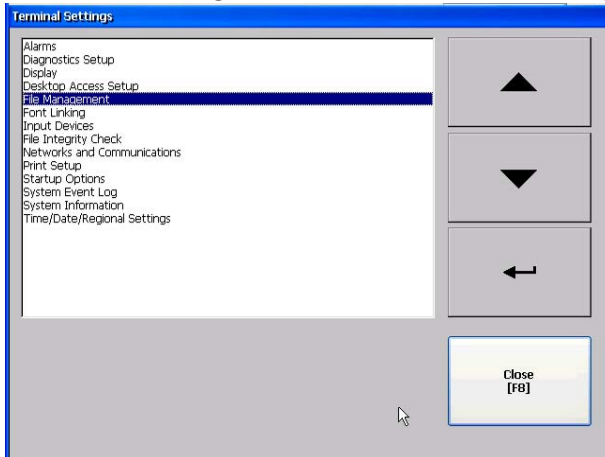 Terminal Settings
Alarms
Diagnostics Setup
Display
Desktop Access Setup
File Management
Font Linking
Input Devices
File Integrity Check
Networks and Communications
Print Setup
Startup Options
System Event Log
System Information
Time/Date/Regional Settings
Close
[F8]